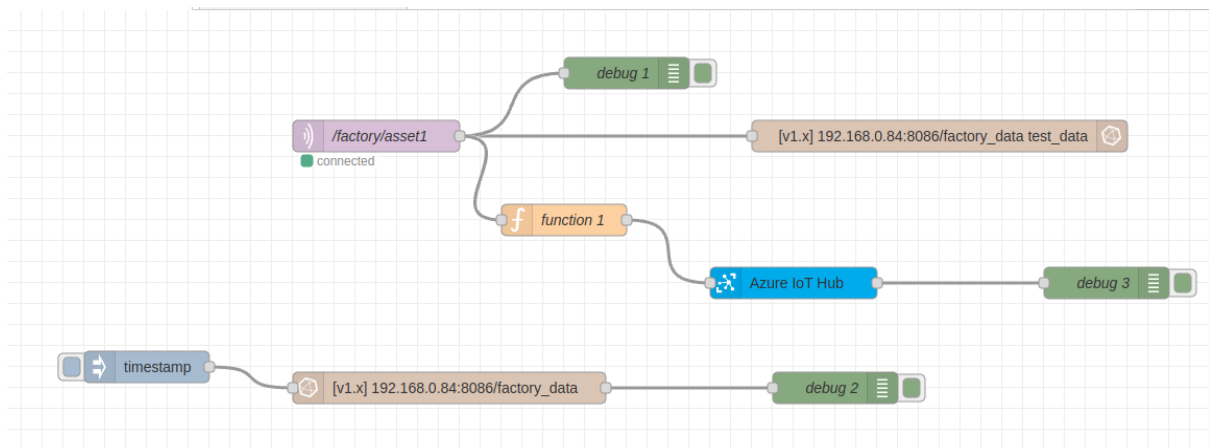 debug 1
/factory/asset1
[v1.x] 192.168.0.84:8086/factory_data test_data
connected
function 1
Azure IoT Hub
debug 3
timestamp
[v1.x] 192.168.0.84:8086/factory_data
debug 2